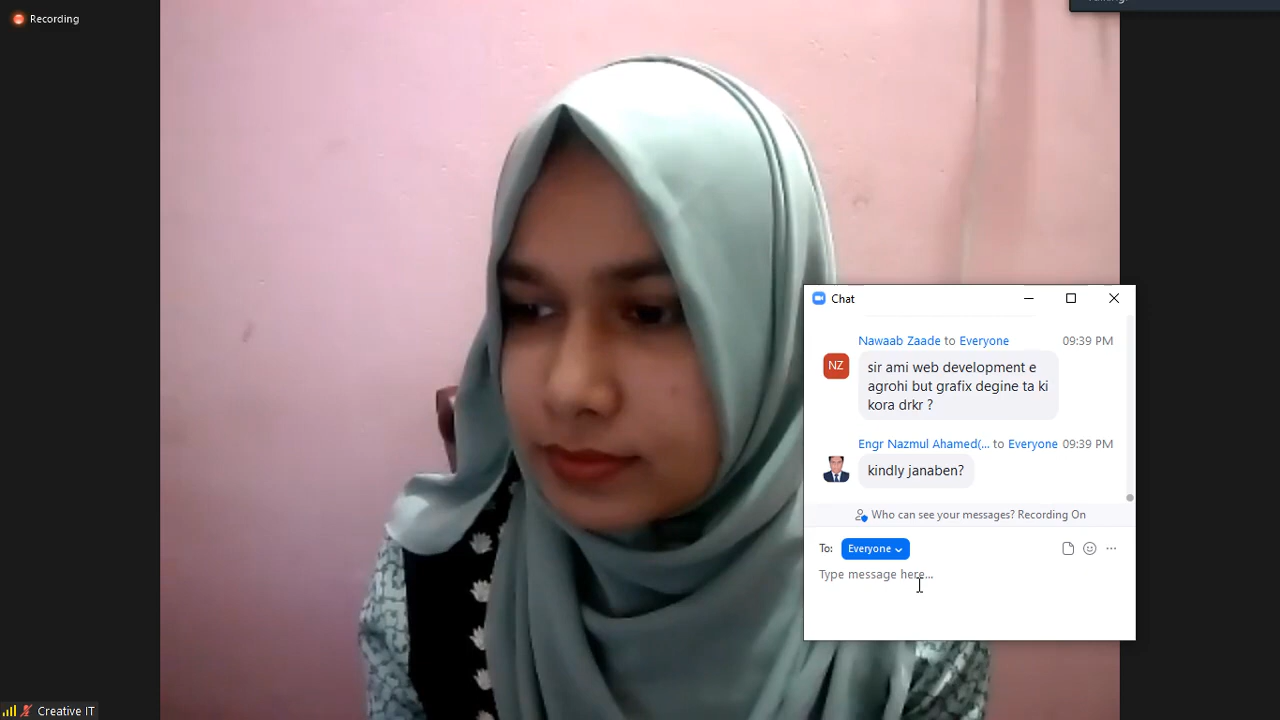 Recording
Chat
Nawaab Zaade to Everyone 09:39 PM
NZ
sir ami web development e
agrohi but grafix degine ta ki
kora drkr ?
Engr Nazmul Ahamed(... to Everyone 09:39 PM
kindly janaben?
Who can see your messages? Recording On
To: Everyone
Type message here...
Creative IT